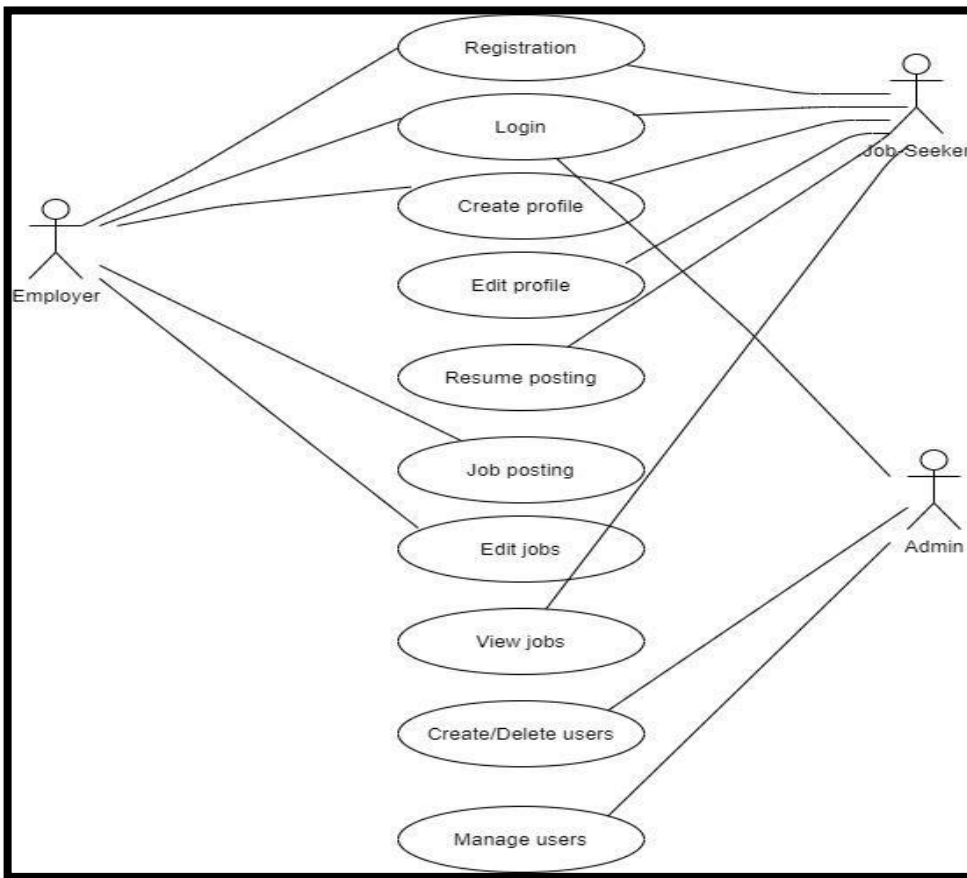 Registration
Login
Job-Seeker
Create profile
Employer
Edit profile
Resume posting
Job posting
Edit jobs
Admin
View jobs
Create/Delete users
Manage users